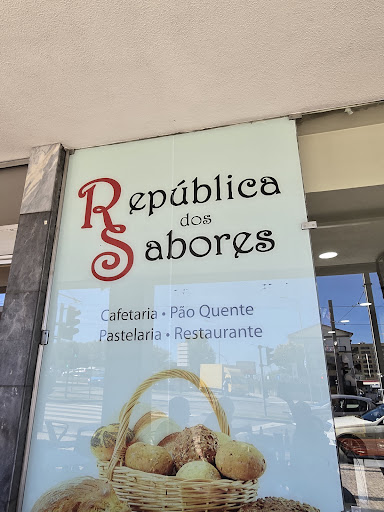 República
dos
Sabores
Cafetaria • Pão Quente
Pastelaria • Restaurante